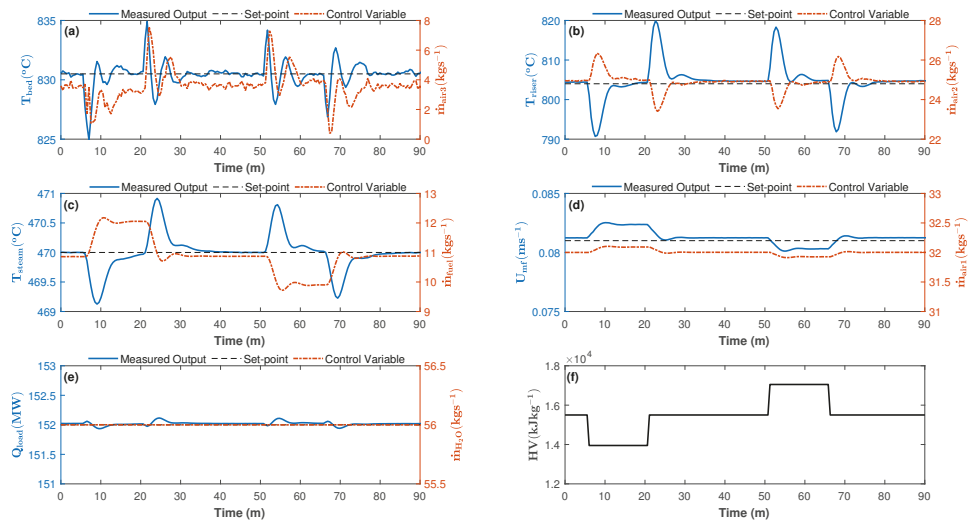 Measured Output Set-point Control Variable
(a)
835
830
825
T_bed(°C)
8
6
4
2
0
ṁ_air3(kgs⁻¹)
0 10 20 30 40 50 60 70 80 90
Time (m)
Measured Output Set-point Control Variable
(b)
820
810
800
790
T_riser(°C)
28
26
24
22
ṁ_air2(kgs⁻¹)
0 10 20 30 40 50 60 70 80 90
Time (m)
Measured Output Set-point Control Variable
(c)
471
470.5
470
469.5
469
T_steam(°C)
13
12
11
10
9
ṁ_fuel(kgs⁻¹)
0 10 20 30 40 50 60 70 80 90
Time (m)
Measured Output Set-point Control Variable
(d)
0.085
0.08
0.075
U_mf(ms⁻¹)
33
32.5
32
31.5
31
ṁ_air1(kgs⁻¹)
0 10 20 30 40 50 60 70 80 90
Time (m)
Measured Output Set-point Control Variable
(e)
153
152.5
152
151.5
151
Q_load(MW)
56.5
56
55.5
ṁ_H₂O(kgs⁻¹)
0 10 20 30 40 50 60 70 80 90
Time (m)
×10⁴
(f)
1.8
1.6
1.4
1.2
HV(kJkg⁻¹)
0 10 20 30 40 50 60 70 80 90
Time (m)